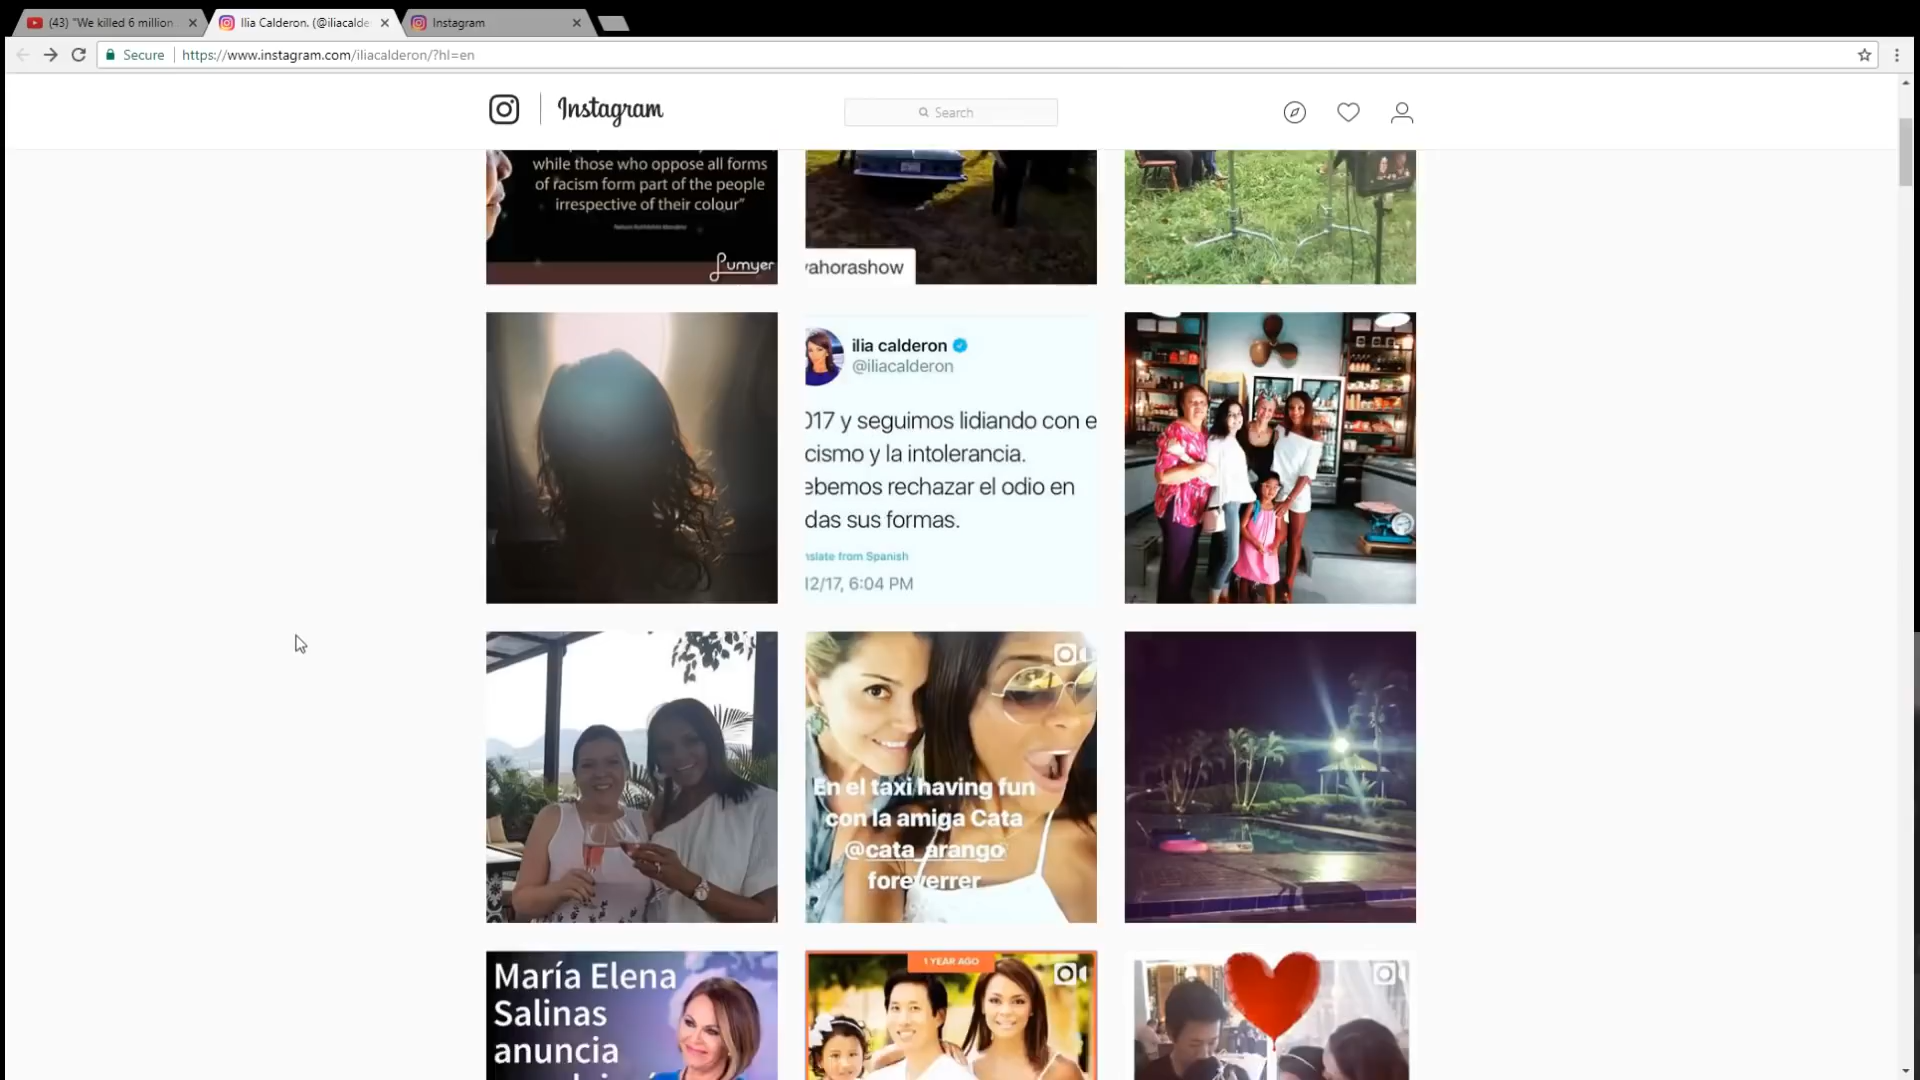 (43) "We killed 6 million
Ilia Calderon. (@iliacalde
Instagram
Secure
https://www.instagram.com/iliacalderon/?hl=en
Instagram
Search
while those who oppose all forms
of racism form part of the people
irrespective of their colour"
Lumyer
yahorashow
ilia calderon
@iliacalderon
017 y seguimos lidiando con e
cismo y la intolerancia.
ebemos rechazar el odio en
das sus formas.
nslate from Spanish
12/17, 6:04 PM
En el taxi having fun
con la amiga Cata
@cata_arango
foreverrer
María Elena
Salinas
anuncia
1 YEAR AGO